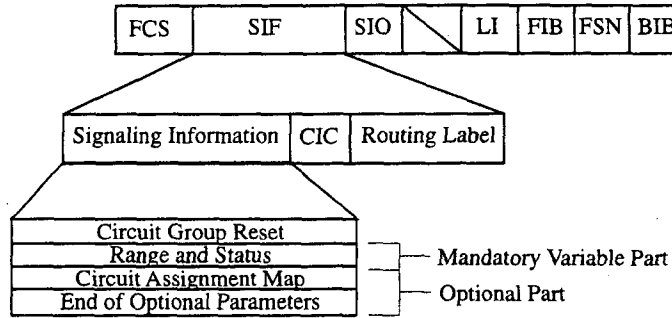 FCS SIF SIO LI FIB FSN BIB
Signaling Information CIC Routing Label
Circuit Group Reset
Range and Status
Circuit Assignment Map
End of Optional Parameters
Mandatory Variable Part
Optional Part